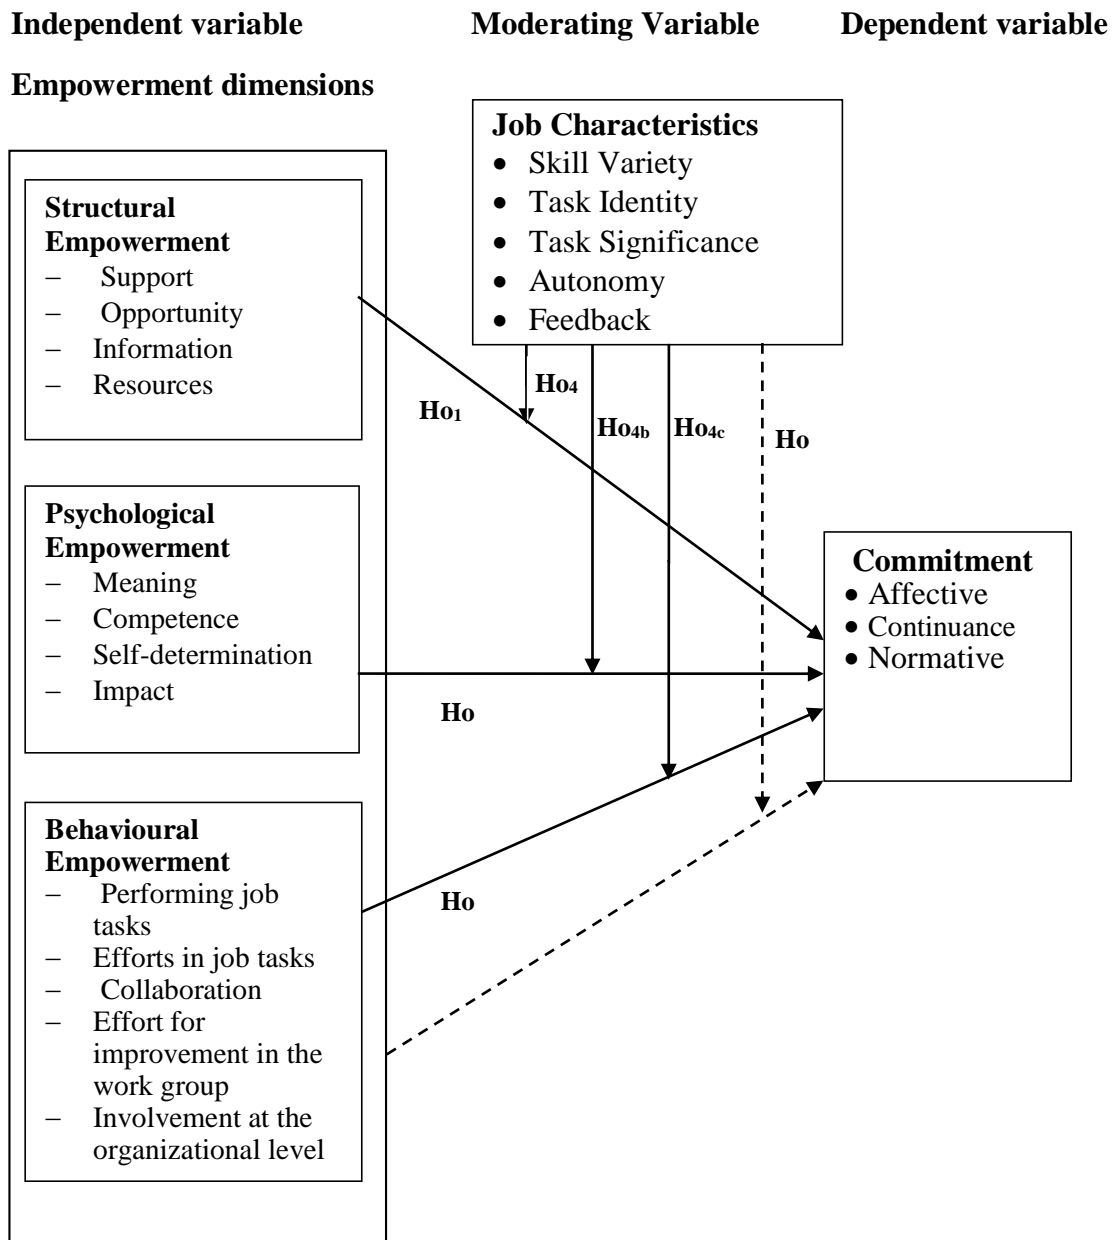 Independent variable
Moderating Variable
Dependent variable
Empowerment dimensions
Job Characteristics
• Skill Variety
• Task Identity
• Task Significance
• Autonomy
• Feedback
Structural
Empowerment
– Support
– Opportunity
– Information
– Resources
Ho1
Ho4
Ho4b
Ho4c
Ho
Psychological
Empowerment
– Meaning
– Competence
– Self-determination
– Impact
Ho
Commitment
• Affective
• Continuance
• Normative
Behavioural
Empowerment
– Performing job
tasks
– Efforts in job tasks
– Collaboration
– Effort for
improvement in the
work group
– Involvement at the
organizational level
Ho